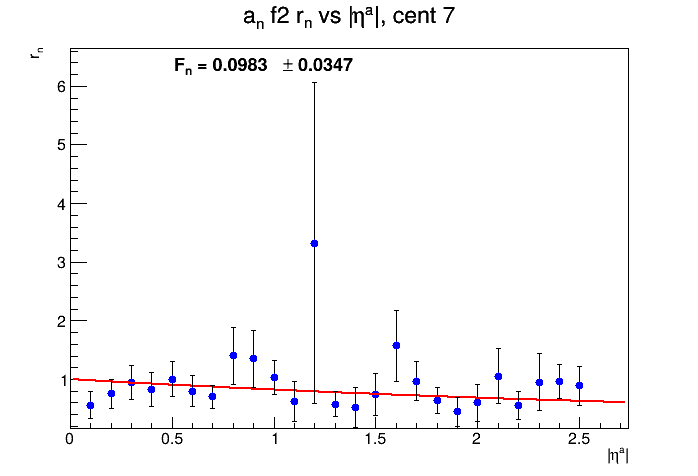 aₙ f2 rₙ vs |ηᵃ|, cent 7
rₙ
Fₙ = 0.0983 ± 0.0347
6
5
4
3
2
1
0 0.5 1 1.5 2 2.5
|ηᵃ|